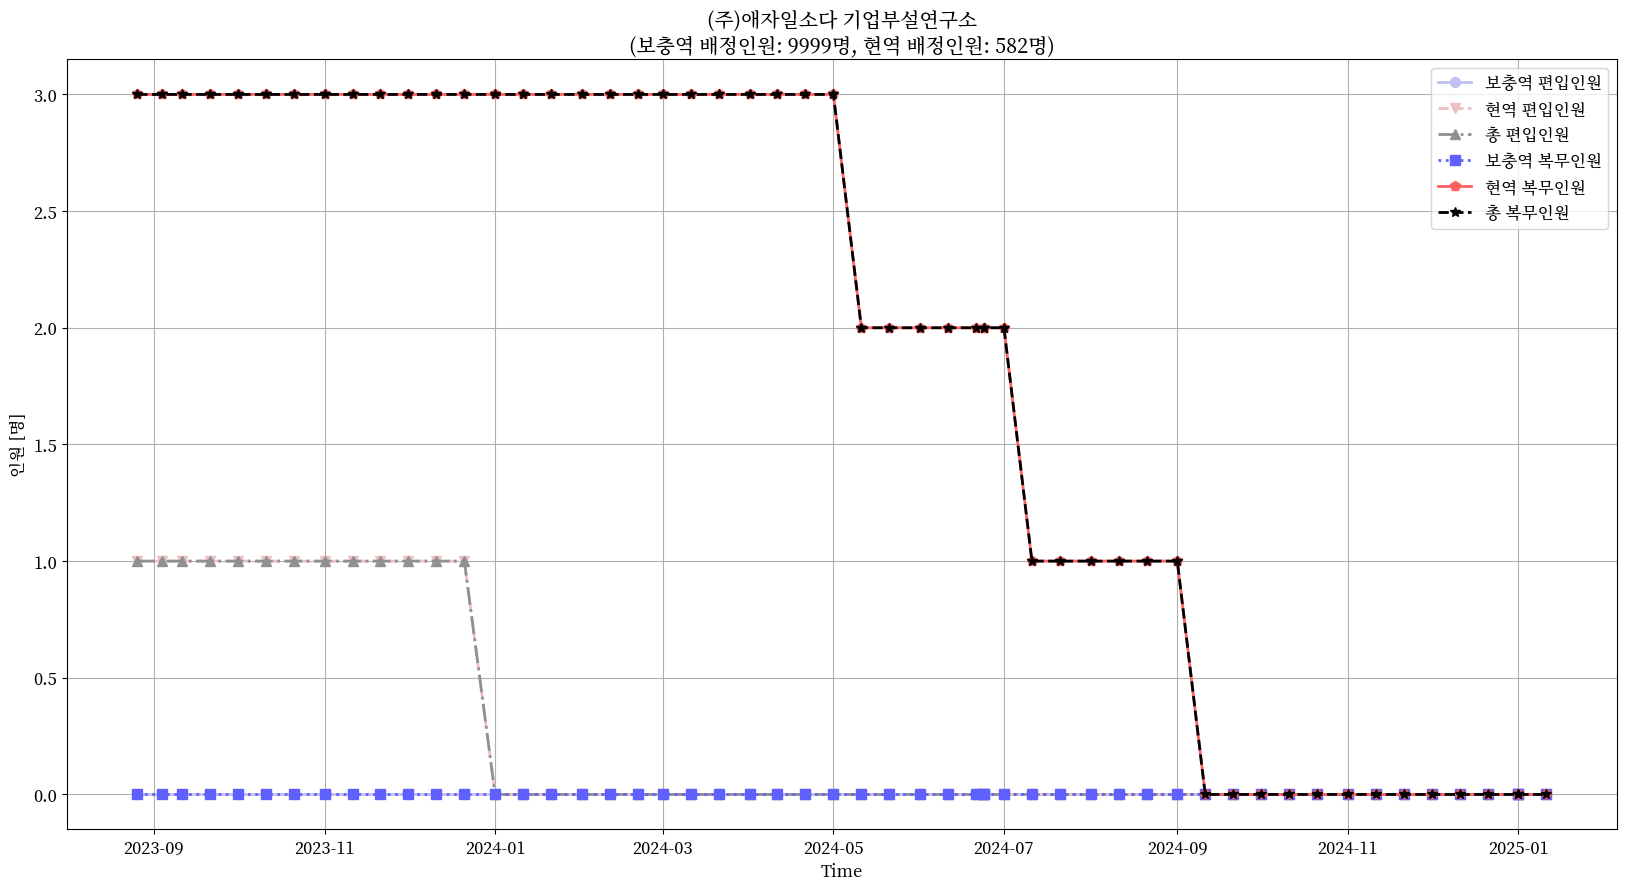 (주)애자일소다 기업부설연구소
(보충역 배정인원: 9999명, 현역 배정인원: 582명)
보충역 편입인원
현역 편입인원
총 편입인원
보충역 복무인원
현역 복무인원
총 복무인원
인원 [명]
3.0
2.5
2.0
1.5
1.0
0.5
0.0
2023-09
2023-11
2024-01
2024-03
2024-05
2024-07
2024-09
2024-11
2025-01
Time